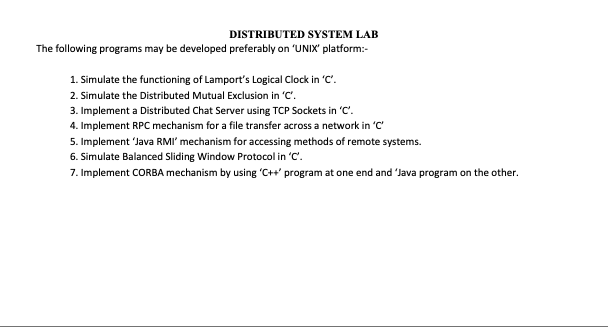 DISTRIBUTED SYSTEM LAB
The following programs may be developed preferably on ‘UNIX’ platform:-
1. Simulate the functioning of Lamport’s Logical Clock in ‘C’.
2. Simulate the Distributed Mutual Exclusion in ‘C’.
3. Implement a Distributed Chat Server using TCP Sockets in ‘C’.
4. Implement RPC mechanism for a file transfer across a network in ‘C’
5. Implement ‘Java RMI’ mechanism for accessing methods of remote systems.
6. Simulate Balanced Sliding Window Protocol in ‘C’.
7. Implement CORBA mechanism by using ‘C++’ program at one end and ‘Java program on the other.